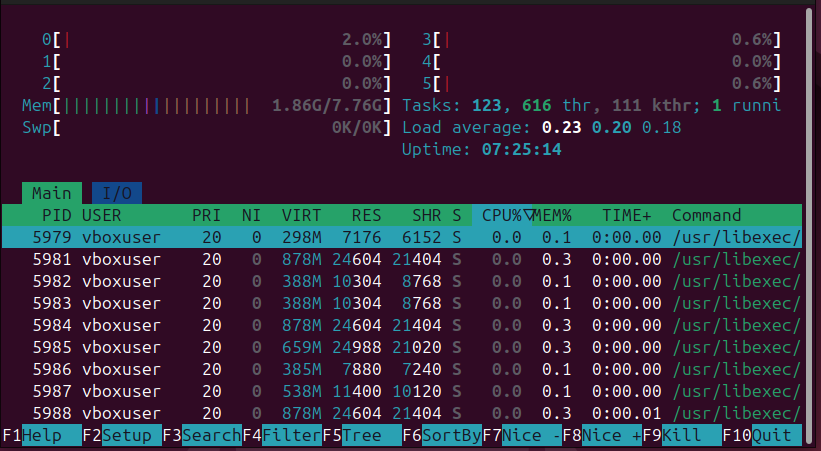 0[| 2.0%] 3[| 0.6%]
1[ 0.0%] 4[ 0.0%]
2[ 0.0%] 5[| 0.6%]
Mem[||||||||||||||||||| 1.86G/7.76G] Tasks: 123, 616 thr, 111 kthr; 1 runni
Swp[ 0K/0K] Load average: 0.23 0.20 0.18
Uptime: 07:25:14
Main I/O
PID USER PRI NI VIRT RES SHR S CPU%▽MEM% TIME+ Command
5979 vboxuser 20 0 298M 7176 6152 S 0.0 0.1 0:00.00 /usr/libexec/
5981 vboxuser 20 0 878M 24604 21404 S 0.0 0.3 0:00.00 /usr/libexec/
5982 vboxuser 20 0 388M 10304 8768 S 0.0 0.1 0:00.00 /usr/libexec/
5983 vboxuser 20 0 388M 10304 8768 S 0.0 0.1 0:00.00 /usr/libexec/
5984 vboxuser 20 0 878M 24604 21404 S 0.0 0.3 0:00.00 /usr/libexec/
5985 vboxuser 20 0 659M 24988 21020 S 0.0 0.3 0:00.00 /usr/libexec/
5986 vboxuser 20 0 385M 7880 7240 S 0.0 0.1 0:00.00 /usr/libexec/
5987 vboxuser 20 0 538M 11400 10120 S 0.0 0.1 0:00.00 /usr/libexec/
5988 vboxuser 20 0 878M 24604 21404 S 0.0 0.3 0:00.01 /usr/libexec/
F1Help F2Setup F3SearchF4FilterF5Tree F6SortByF7Nice -F8Nice +F9Kill F10Quit